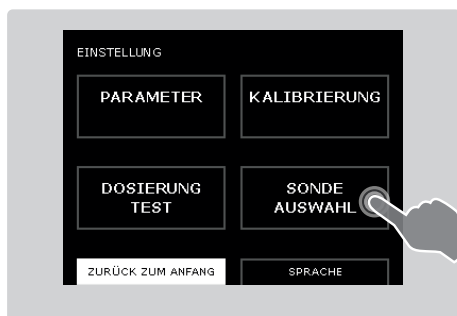 EINSTELLUNG
PARAMETER
KALIBRIERUNG
DOSIERUNG
TEST
SONDE
AUSWAHL
ZURÜCK ZUM ANFANG
SPRACHE